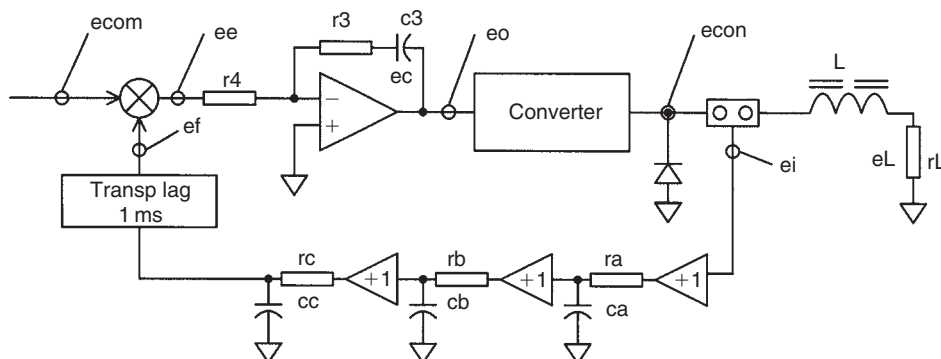 ecom
ee
r3
c3
ec
eo
econ
L
r4
−
+
Converter
ef
ei
eL
rL
Transp lag
1 ms
rc
+1
rb
+1
ra
+1
cc
cb
ca